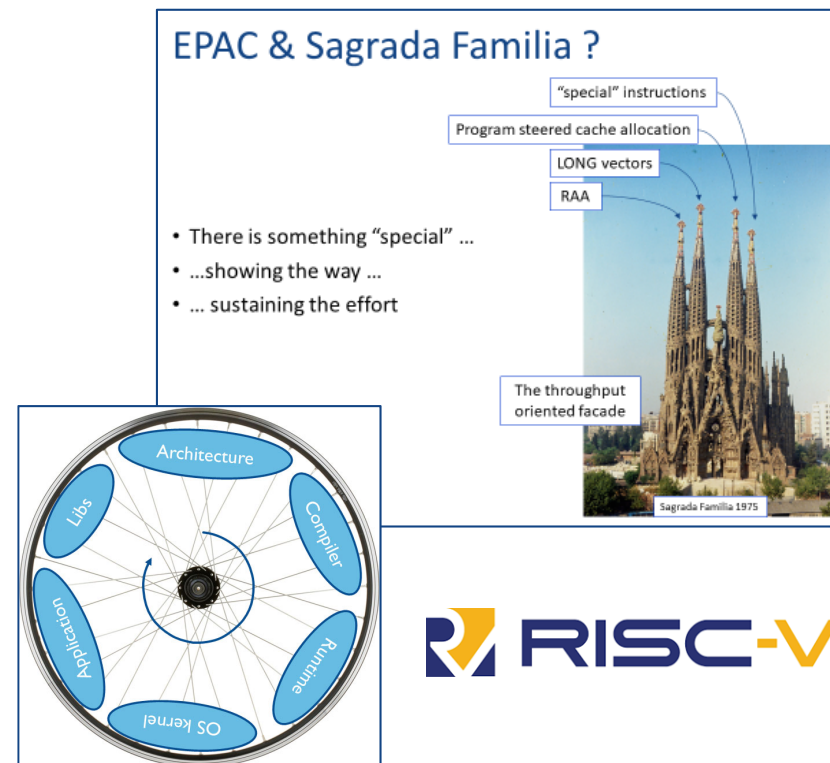 EPAC & Sagrada Familia ?
“special” instructions
Program steered cache allocation
LONG vectors
RAA
• There is something “special” …
• …showing the way …
• … sustaining the effort
The throughput
oriented facade
Sagrada Familia 1975
Architecture
Compiler
Runtime
OS kernel
Application
Libs
RISC-V